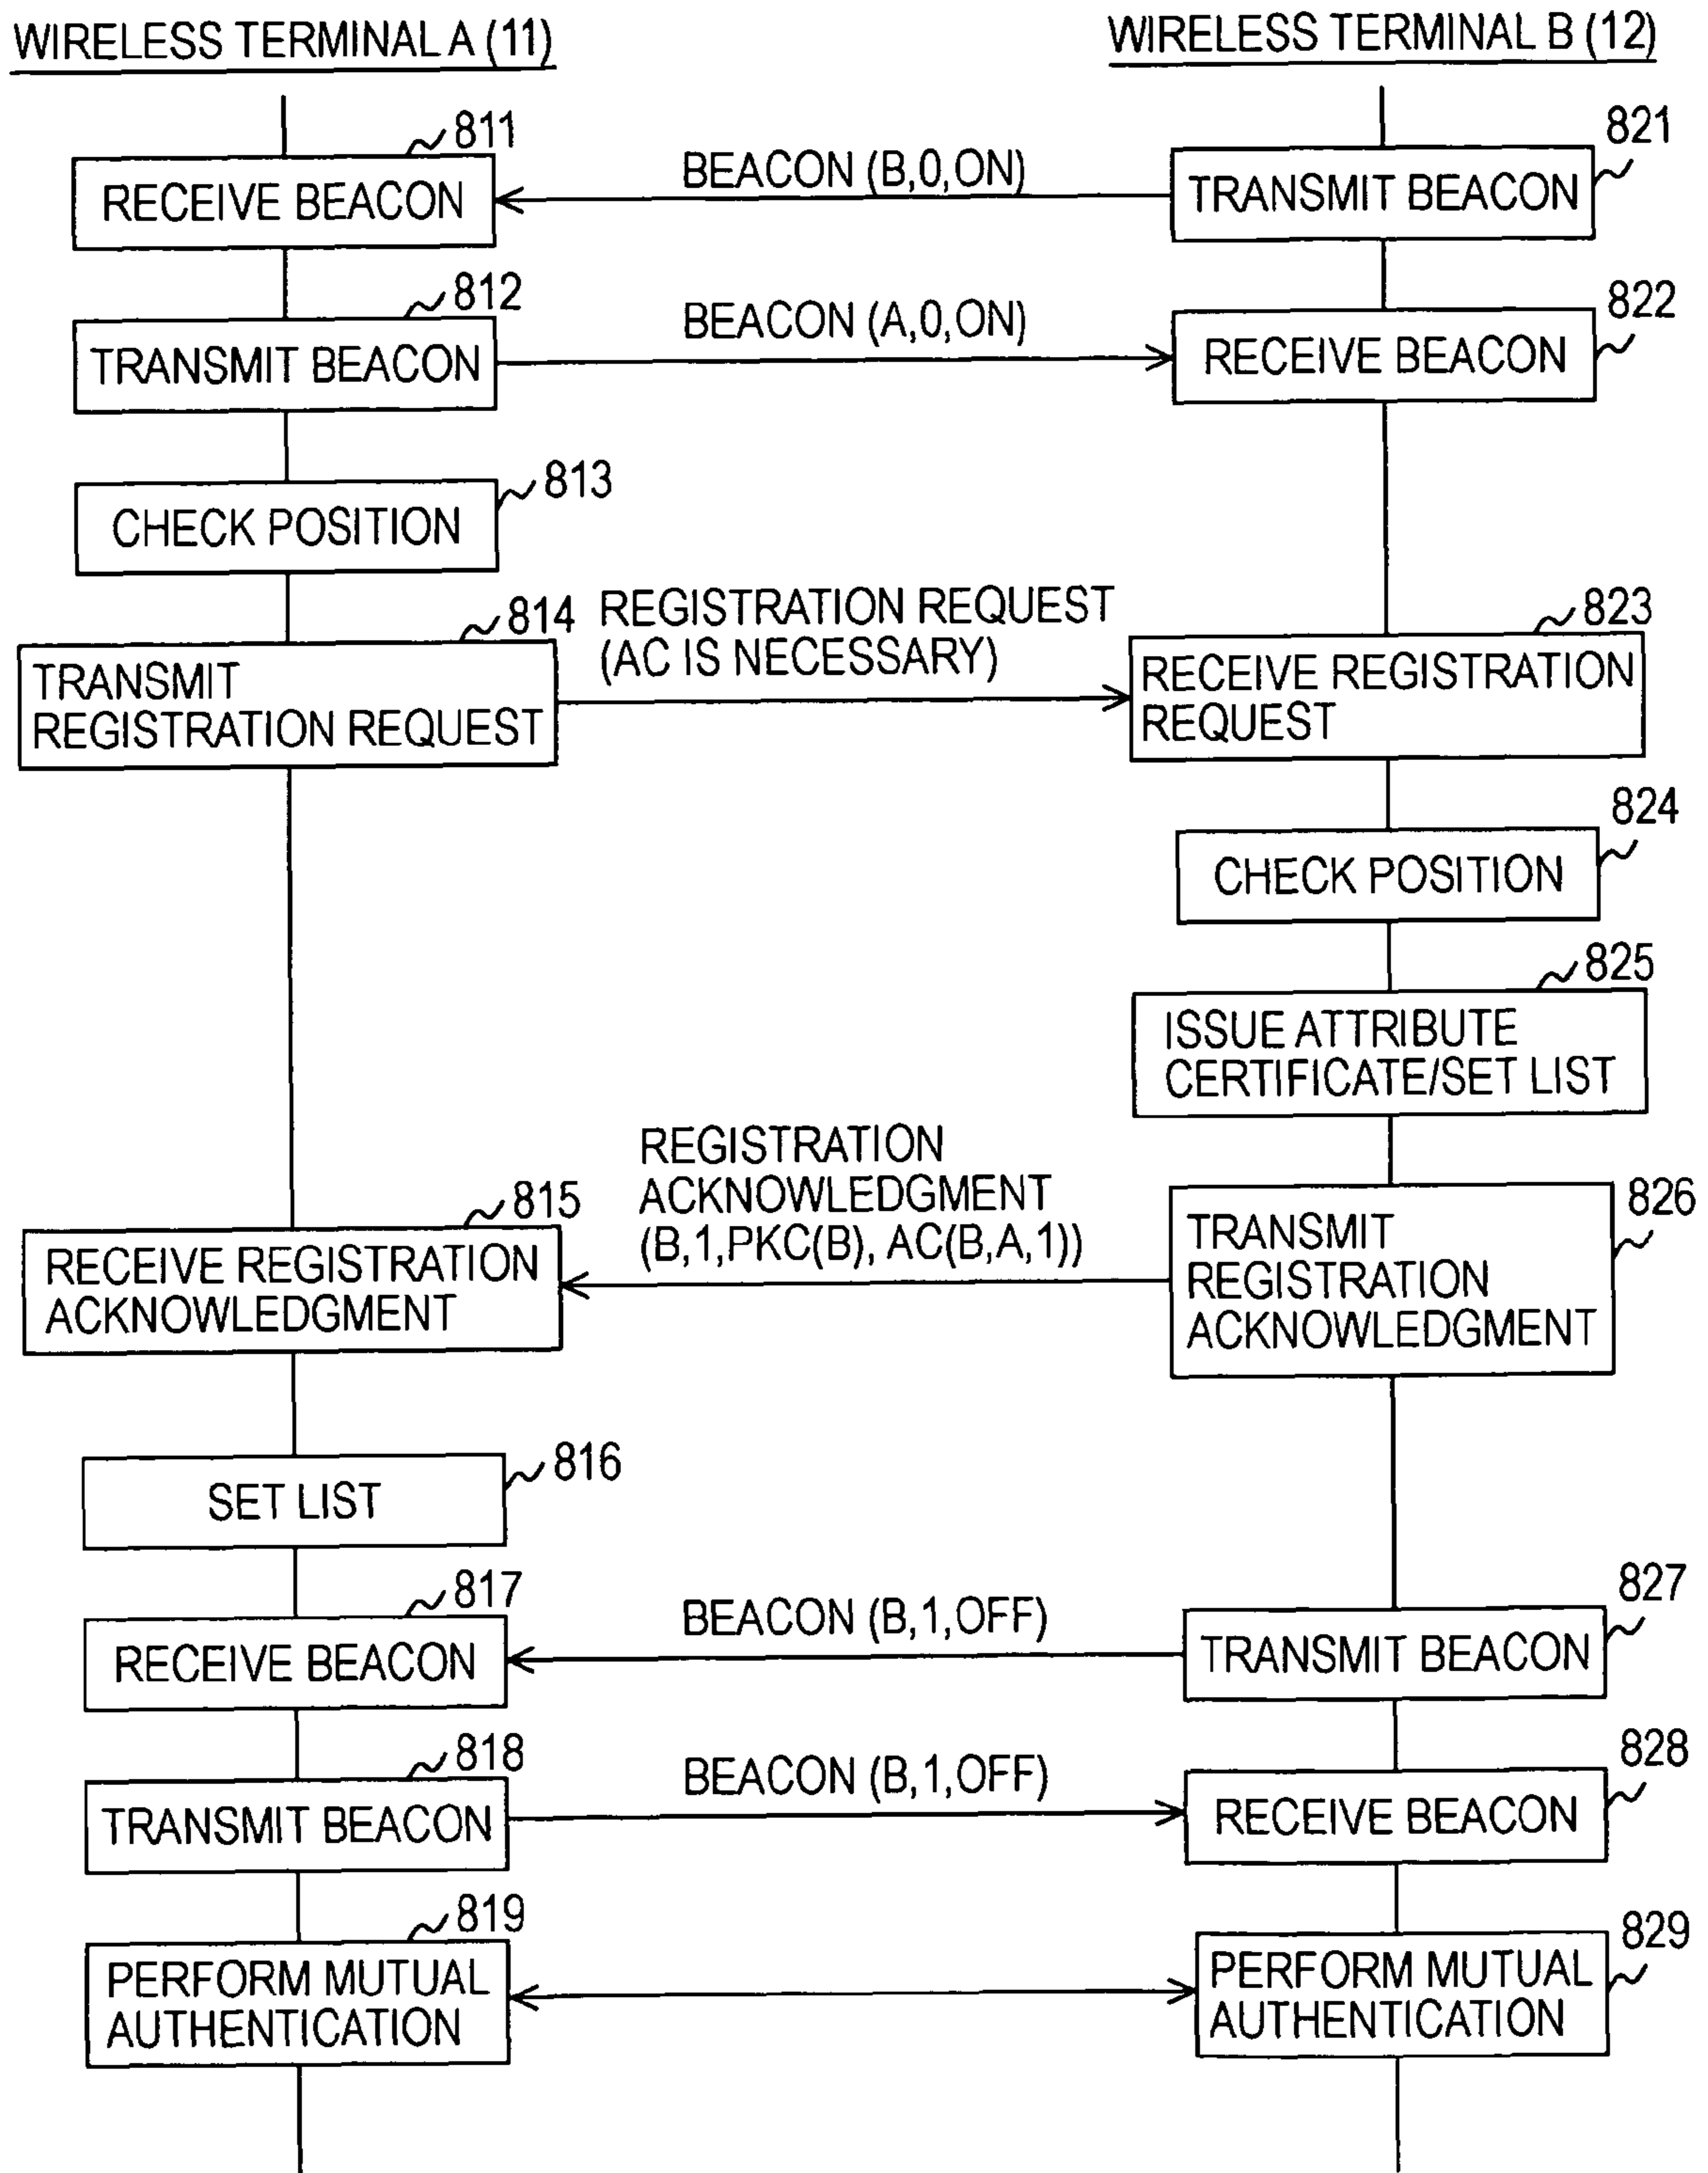 WIRELESS TERMINAL A (11)
WIRELESS TERMINAL B (12)
811
RECEIVE BEACON
BEACON (B,0,ON)
821
TRANSMIT BEACON
812
TRANSMIT BEACON
BEACON (A,0,ON)
822
RECEIVE BEACON
813
CHECK POSITION
814
TRANSMIT
REGISTRATION REQUEST
REGISTRATION REQUEST
(AC IS NECESSARY)
823
RECEIVE REGISTRATION
REQUEST
824
CHECK POSITION
825
ISSUE ATTRIBUTE
CERTIFICATE/SET LIST
815
RECEIVE REGISTRATION
ACKNOWLEDGMENT
REGISTRATION
ACKNOWLEDGMENT
(B,1,PKC(B), AC(B,A,1))
826
TRANSMIT
REGISTRATION
ACKNOWLEDGMENT
816
SET LIST
817
RECEIVE BEACON
BEACON (B,1,OFF)
827
TRANSMIT BEACON
818
TRANSMIT BEACON
BEACON (B,1,OFF)
828
RECEIVE BEACON
819
PERFORM MUTUAL
AUTHENTICATION
829
PERFORM MUTUAL
AUTHENTICATION